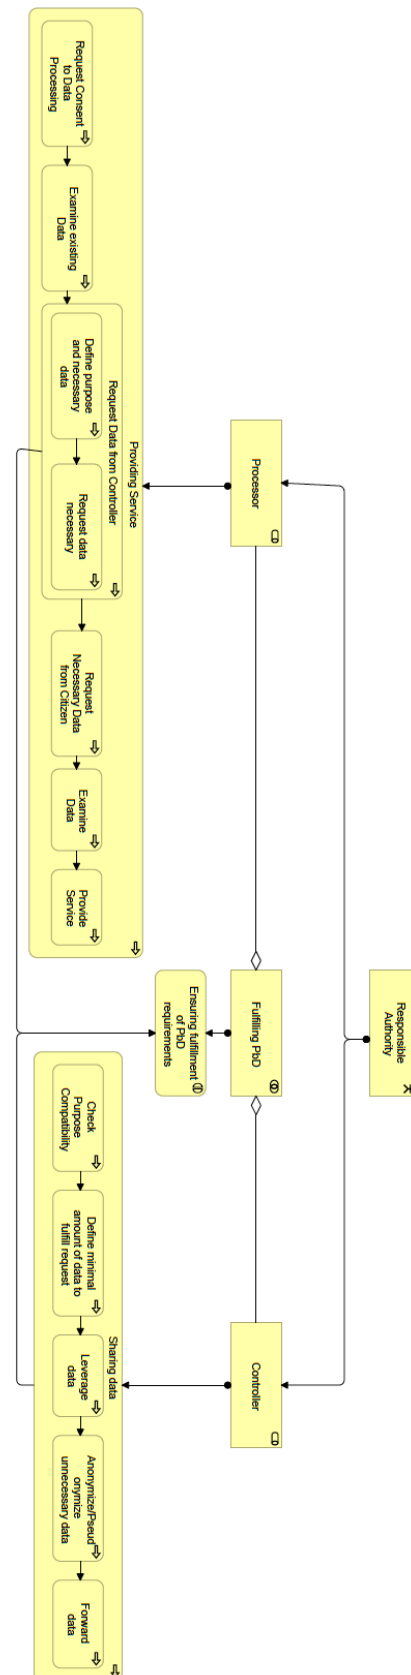 Responsible
Authority
Processor
Fulfilling PbD
Controller
Ensuring fulfillment
of PbD
requirements
Providing Service
Request Consent
to Data
Processing
Examine existing
Data
Request Data from Controller
Define purpose
and necessary
data
Request data
necessary
Request
Necessary Data
from Citizen
Examine
Data
Provide
Service
Sharing data
Check
Purpose
Compatibility
Define minimal
amount of data to
fulfill request
Leverage
data
Anonymize/Pseud
onymize
unnecessary data
Forward
data